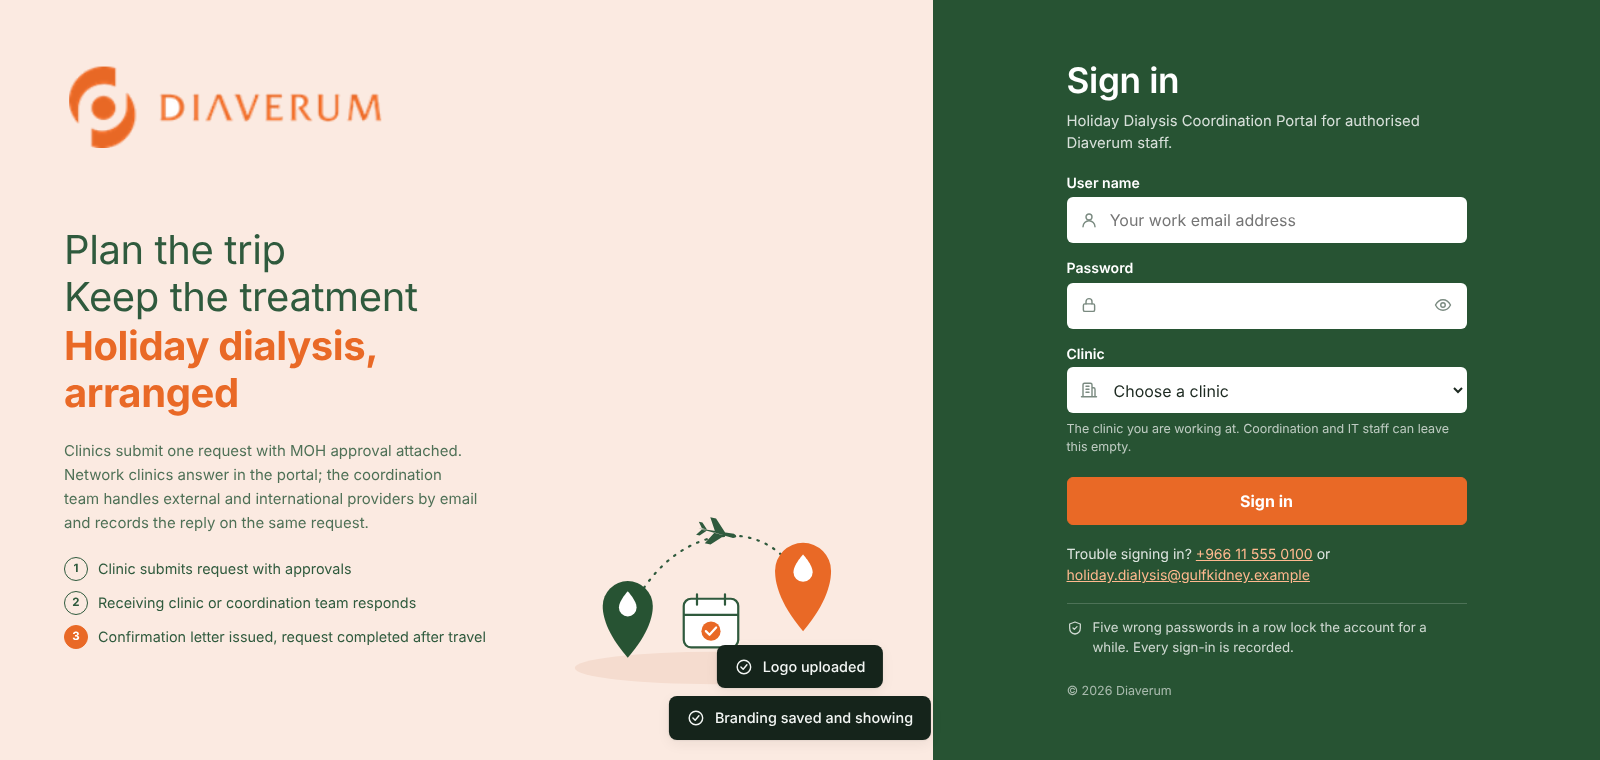 DIAVERUM
Plan the trip
Keep the treatment
Holiday dialysis,
arranged
Clinics submit one request with MOH approval attached.
Network clinics answer in the portal; the coordination
team handles external and international providers by email
and records the reply on the same request.
1 Clinic submits request with approvals
2 Receiving clinic or coordination team responds
3 Confirmation letter issued, request completed after travel
Logo uploaded
Branding saved and showing
Sign in
Holiday Dialysis Coordination Portal for authorised
Diaverum staff.
User name
Your work email address
Password
Clinic
Choose a clinic
The clinic you are working at. Coordination and IT staff can leave
this empty.
Sign in
Trouble signing in? +966 11 555 0100 or
holiday.dialysis@gulfkidney.example
Five wrong passwords in a row lock the account for a
while. Every sign-in is recorded.
© 2026 Diaverum